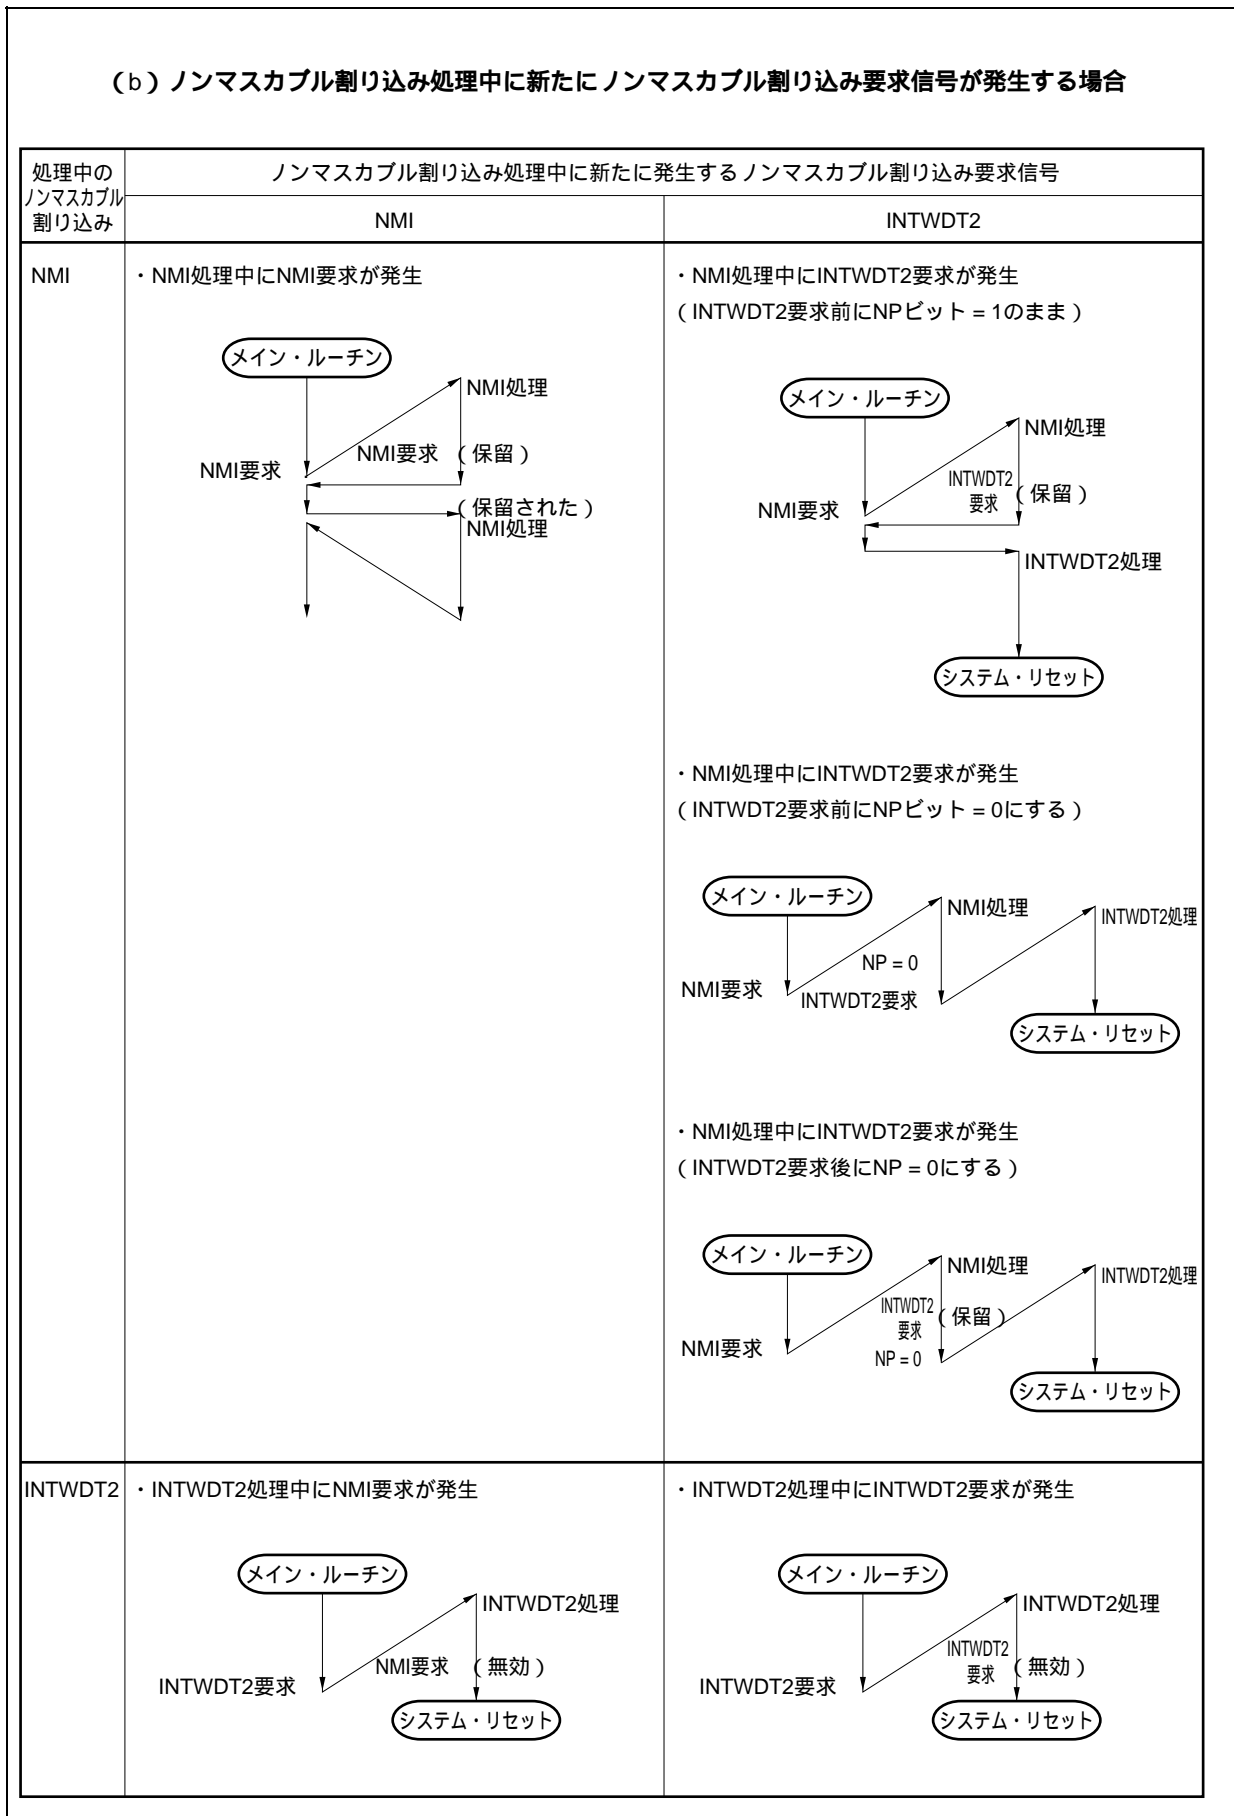 （b）ノンマスカブル割り込み処理中に新たにノンマスカブル割り込み要求信号が発生する場合
処理中の
ノンマスカブル
割り込み
ノンマスカブル割り込み処理中に新たに発生するノンマスカブル割り込み要求信号
NMI
INTWDT2
NMI
・NMI処理中にNMI要求が発生
メイン・ルーチン
NMI処理
NMI要求
（保留）
NMI要求
（保留された）
NMI処理
・NMI処理中にINTWDT2要求が発生
（INTWDT2要求前にNPビット = 1のまま）
メイン・ルーチン
NMI処理
INTWDT2
要求
（保留）
NMI要求
INTWDT2処理
システム・リセット
・NMI処理中にINTWDT2要求が発生
（INTWDT2要求前にNPビット = 0にする）
メイン・ルーチン
NMI処理
INTWDT2処理
NP = 0
NMI要求
INTWDT2要求
システム・リセット
・NMI処理中にINTWDT2要求が発生
（INTWDT2要求後にNP = 0にする）
メイン・ルーチン
NMI処理
INTWDT2処理
INTWDT2
要求
（保留）
NMI要求
NP = 0
システム・リセット
INTWDT2
・INTWDT2処理中にNMI要求が発生
メイン・ルーチン
INTWDT2処理
NMI要求
（無効）
INTWDT2要求
システム・リセット
・INTWDT2処理中にINTWDT2要求が発生
メイン・ルーチン
INTWDT2処理
INTWDT2
要求
（無効）
INTWDT2要求
システム・リセット